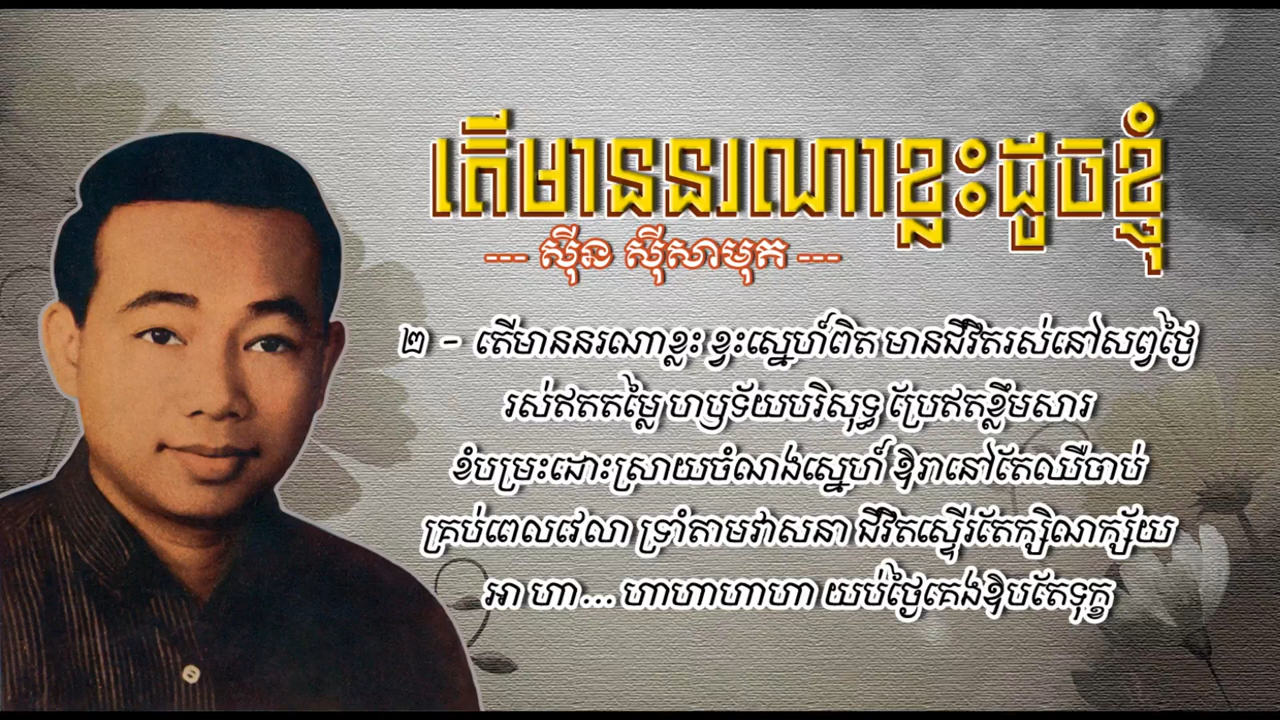 តើមាននរណាខ្លះដូចខ្ញុំ
--- ស៊ីន ស៊ីសាមុត ---
២ - តើមាននរណាខ្លះ ខ្វះស្នេហ៍ពិត មានជីវិតរស់នៅសព្វថ្ងៃ
រស់ឥតតម្លៃ ហឫទ័យបរិសុទ្ធ ប្រែឥតខ្លឹមសារ
ខំបម្រះដោះស្រាយចំណងស្នេហ៍ ឱរានៅតែឈឺចាប់
គ្រប់ពេលវេលា ទ្រាំតាមវាសនា ជីវិតស្ទើរតែក្សិណក្ស័យ
អា ហា... ហាហាហាហា យប់ថ្ងៃគេងឱបតែទុក្ខ